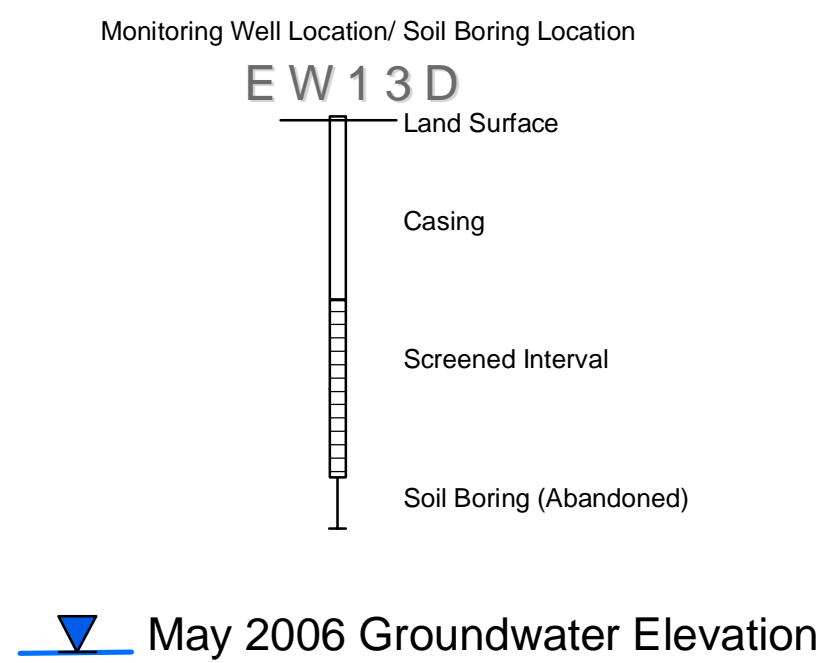 Monitoring Well Location/ Soil Boring Location
EW13D
Land Surface
Casing
Screened Interval
Soil Boring (Abandoned)
May 2006 Groundwater Elevation